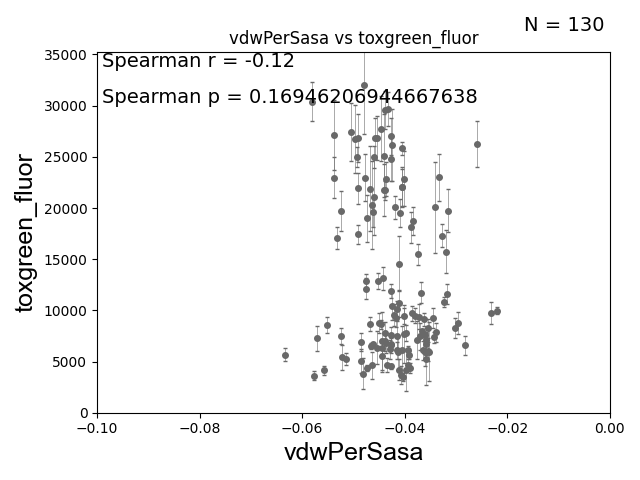 N = 130
vdwPerSasa vs toxgreen_fluor
Spearman r = -0.12
Spearman p = 0.16946206944667638
toxgreen_fluor
35000
30000
25000
20000
15000
10000
5000
0
−0.10 −0.08 −0.06 −0.04 −0.02 0.00
vdwPerSasa